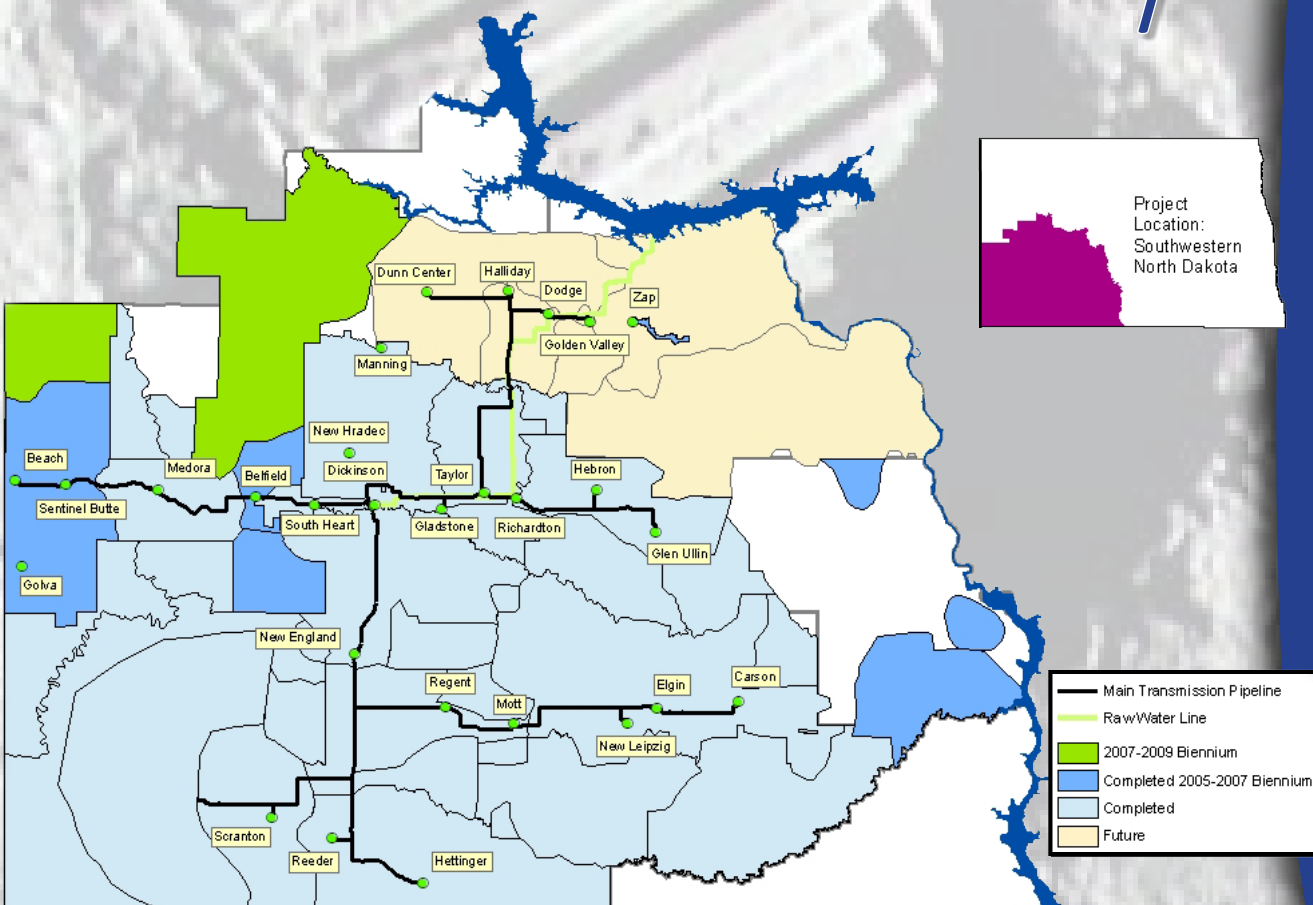 Project
Location:
Southwestern
North Dakota
Dunn Center
Halliday
Dodge
Zap
Golden Valley
Manning
New Hradec
Beach
Medora
Belfield
Dickinson
Taylor
Hebron
Sentinel Butte
South Heart
Gladstone
Richardton
Glen Ullin
Golva
New England
Regent
Mott
Elgin
Carson
New Leipzig
Scranton
Reeder
Hettinger
Main Transmission Pipeline
Raw Water Line
2007-2009 Biennium
Completed 2005-2007 Biennium
Completed
Future